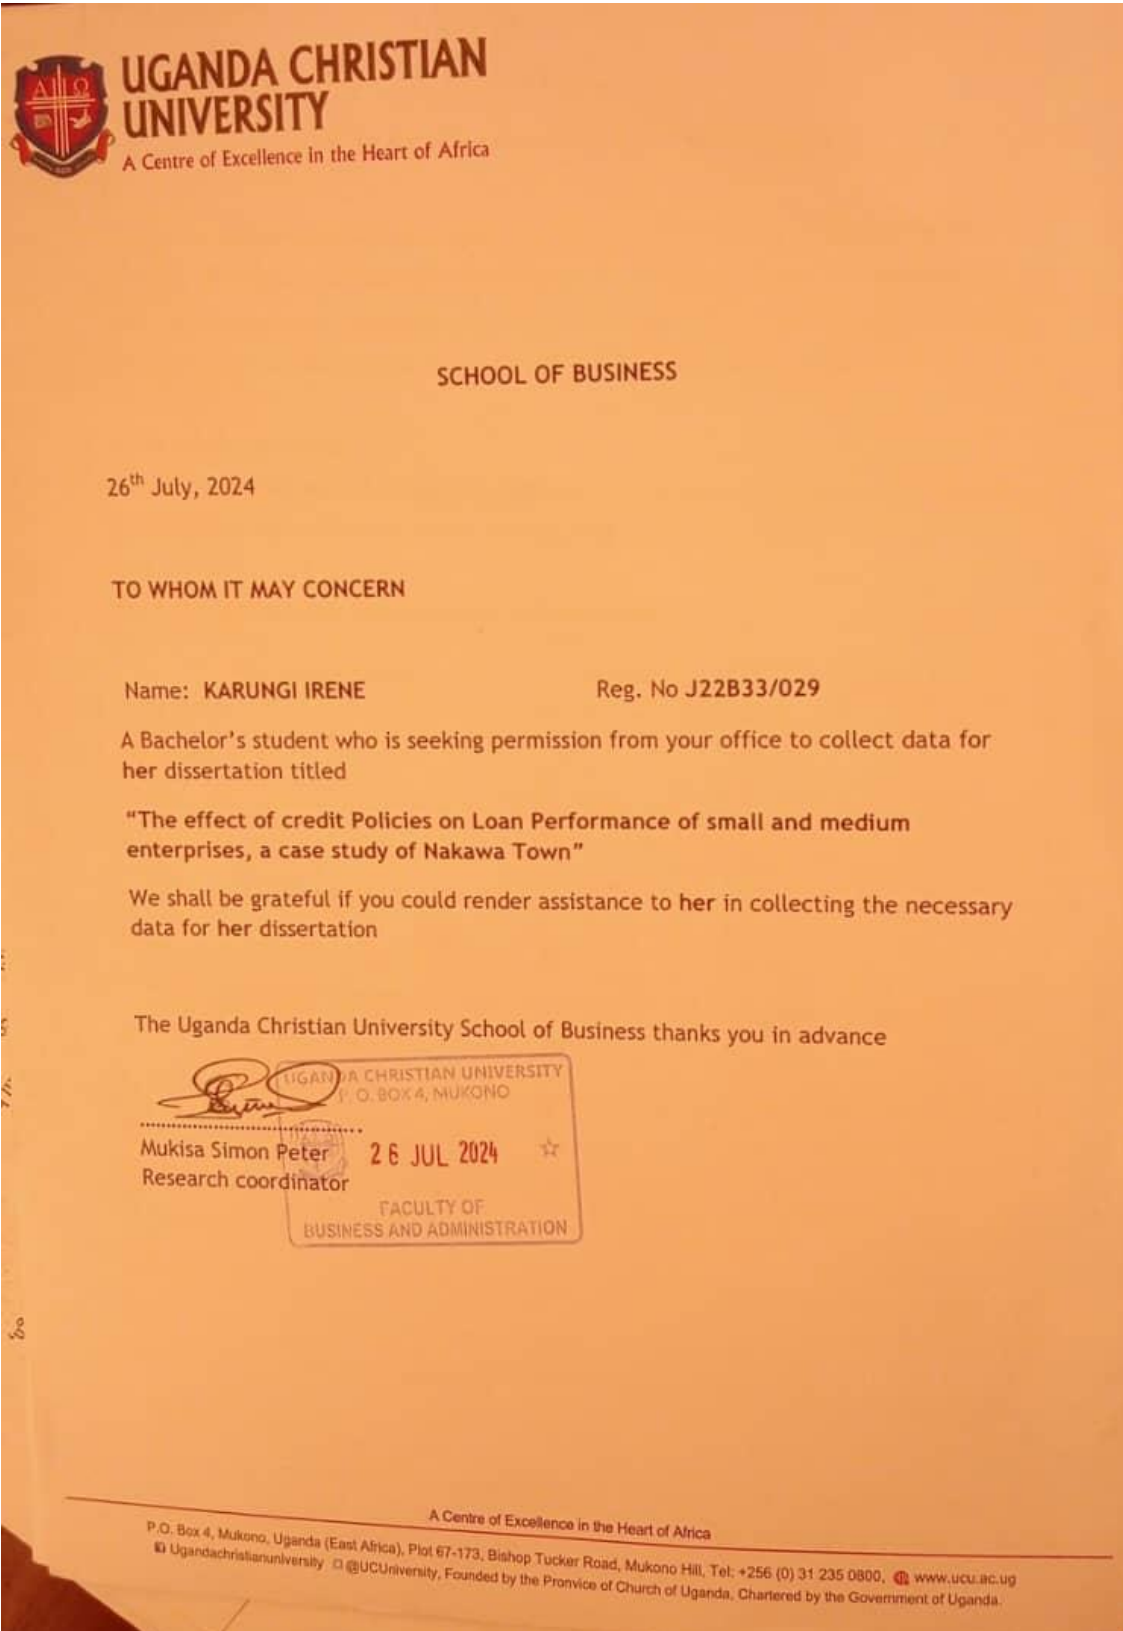 UGANDA CHRISTIAN
UNIVERSITY
A Centre of Excellence in the Heart of Africa
SCHOOL OF BUSINESS
26th July, 2024
TO WHOM IT MAY CONCERN
Name: KARUNGI IRENE Reg. No J22B33/029
A Bachelor's student who is seeking permission from your office to collect data for
her dissertation titled
"The effect of credit Policies on Loan Performance of small and medium
enterprises, a case study of Nakawa Town"
We shall be grateful if you could render assistance to her in collecting the necessary
data for her dissertation
The Uganda Christian University School of Business thanks you in advance
UGANDA CHRISTIAN UNIVERSITY
P. O. BOX 4, MUKONO
Mukisa Simon Peter
26 JUL 2024
Research coordinator
FACULTY OF
BUSINESS AND ADMINISTRATION
A Centre of Excellence in the Heart of Africa
P.O. Box 4, Mukono, Uganda (East Africa), Plot 67-173, Bishop Tucker Road, Mukono Hill, Tel: +256 (0) 31 235 0800, www.ucu.ac.ug
Ugandachristianuniversity @UCUniversity, Founded by the Pronvice of Church of Uganda, Chartered by the Government of Uganda.